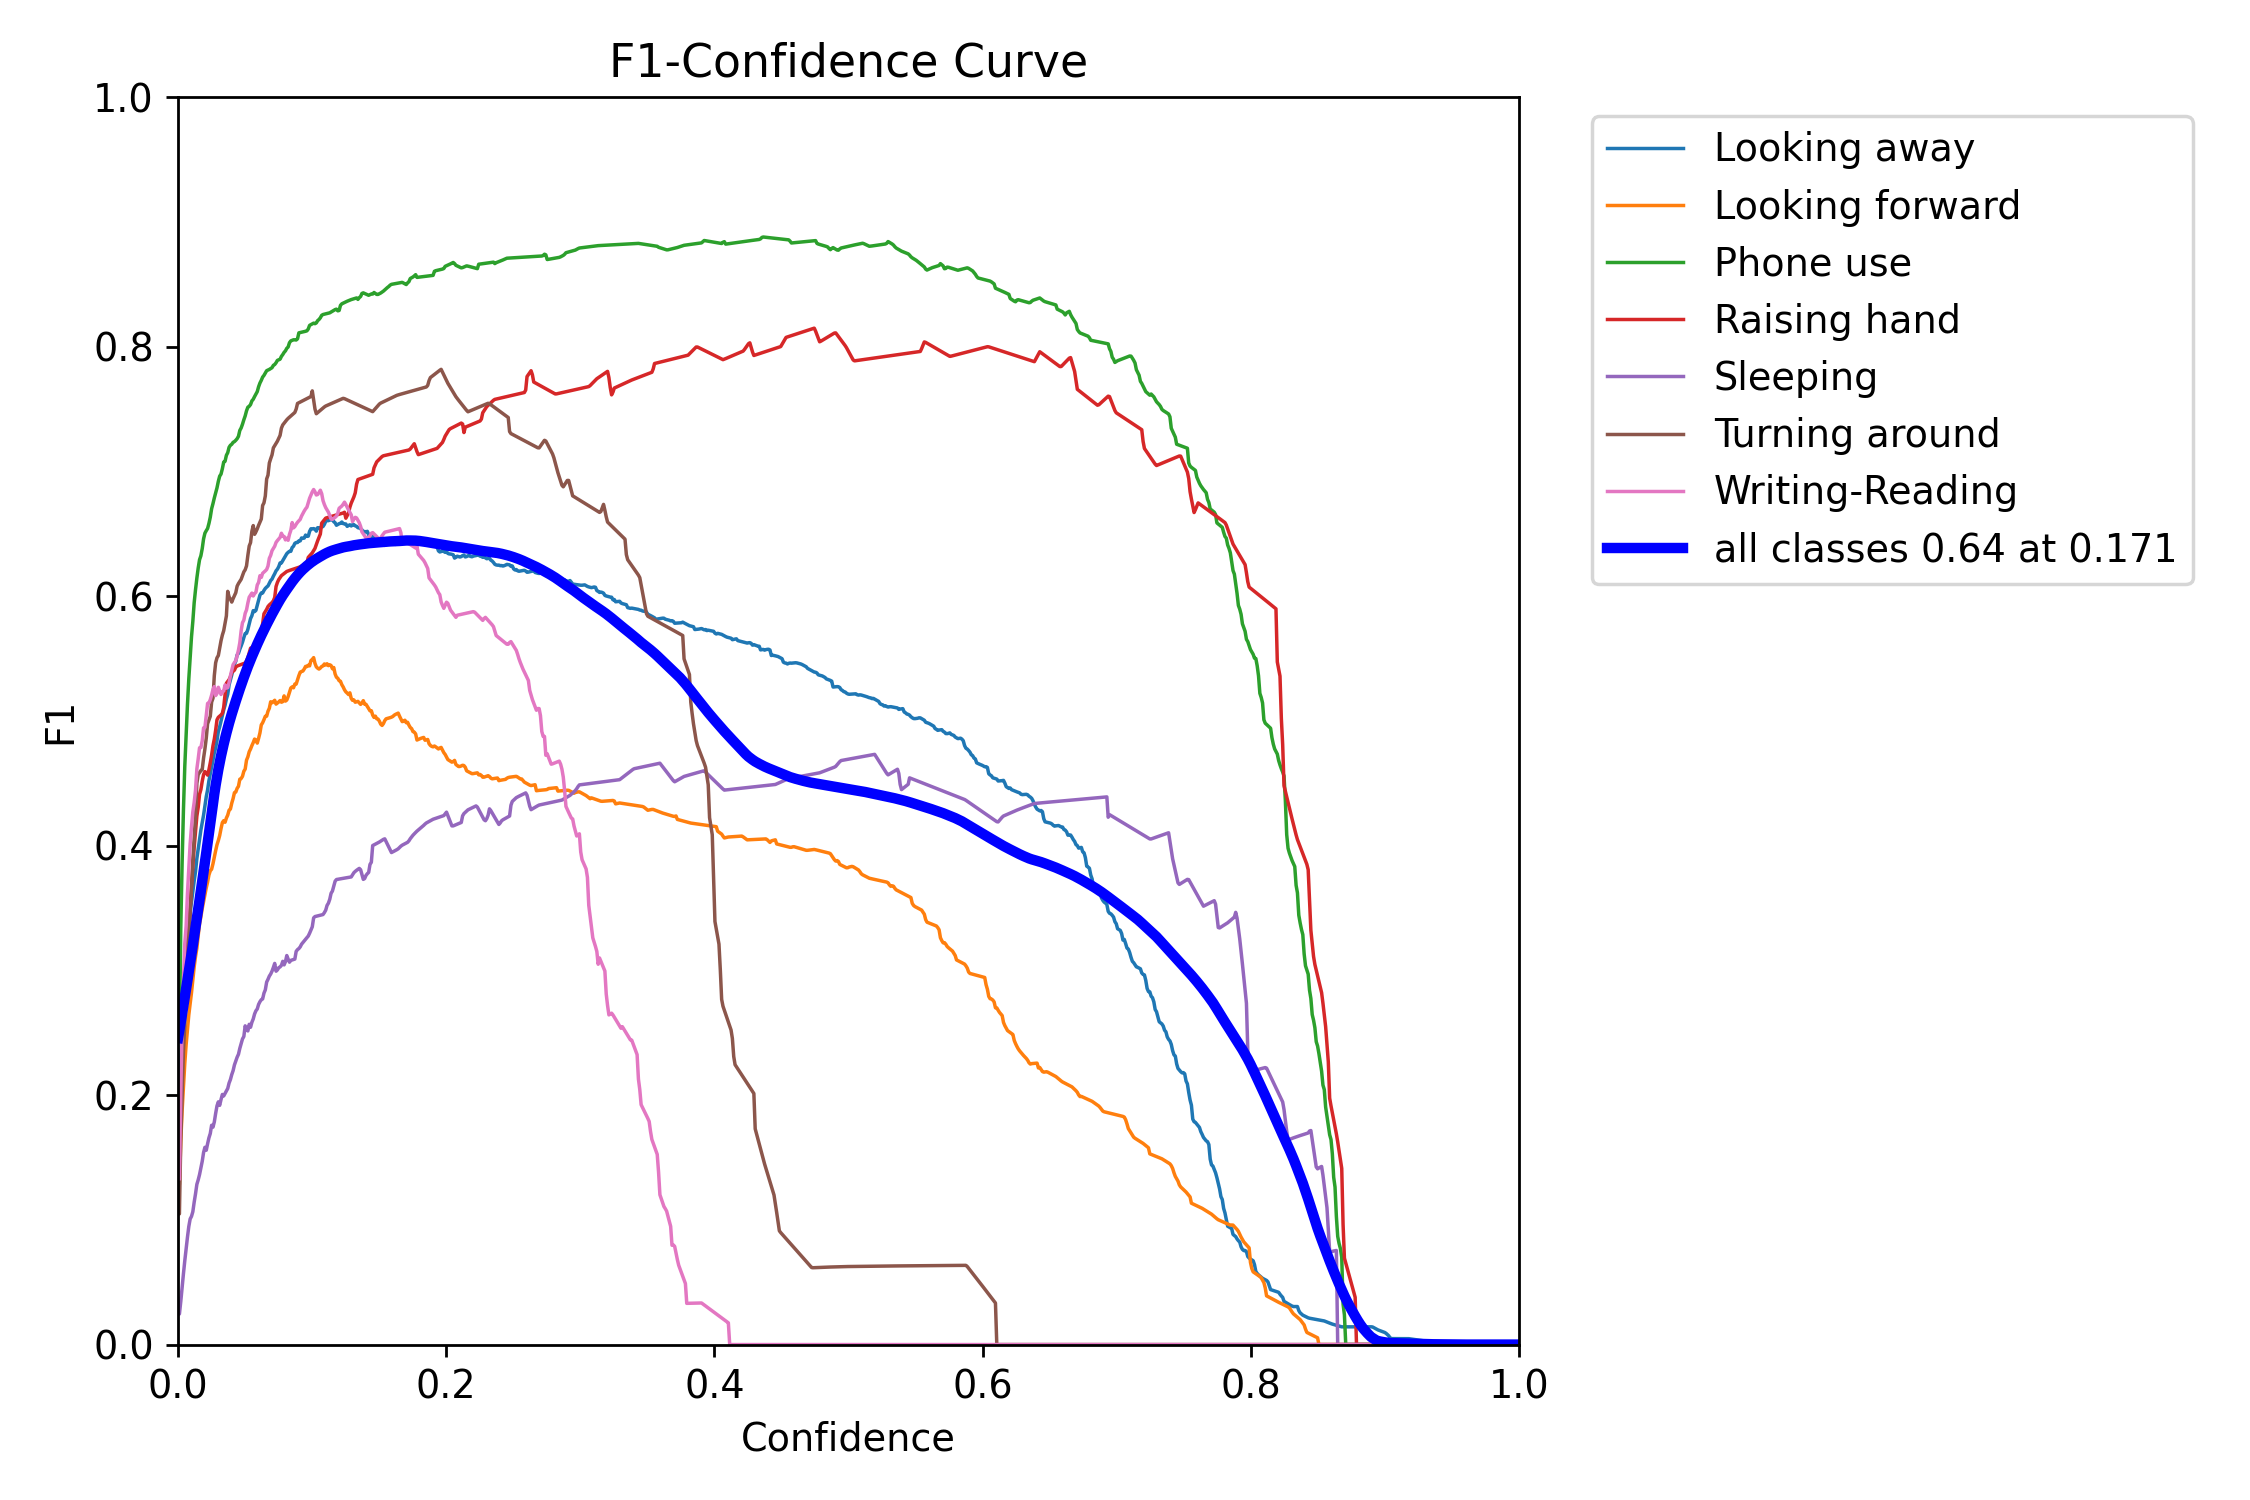 F1-Confidence Curve
1.0
0.8
0.6
0.4
0.2
0.0
F1
0.0 0.2 0.4 0.6 0.8 1.0
Confidence
Looking away
Looking forward
Phone use
Raising hand
Sleeping
Turning around
Writing-Reading
all classes 0.64 at 0.171